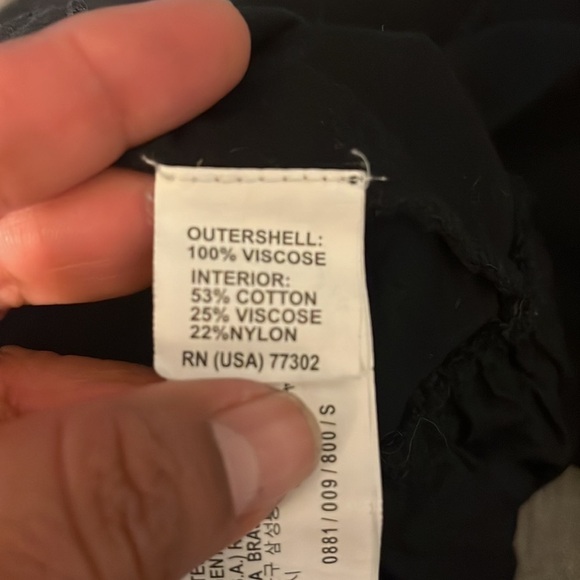 OUTERSHELL:
100% VISCOSE
INTERIOR:
53% COTTON
25% VISCOSE
22%NYLON
RN (USA) 77302
0881/009/800/S